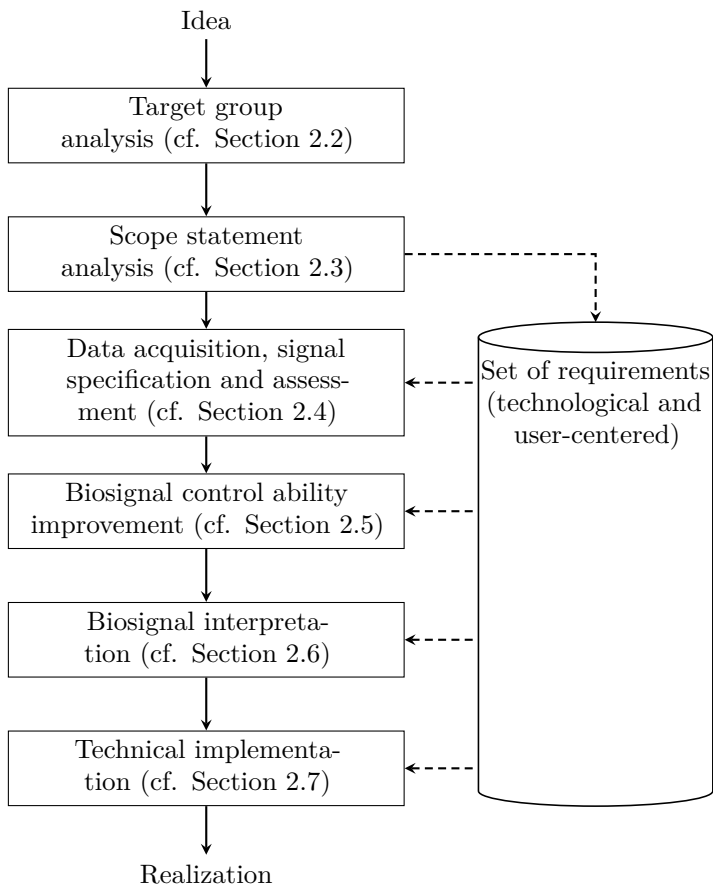 Idea
Target group
analysis (cf. Section 2.2)
Scope statement
analysis (cf. Section 2.3)
Data acquisition, signal
specification and assess-
ment (cf. Section 2.4)
Set of requirements
(technological and
user-centered)
Biosignal control ability
improvement (cf. Section 2.5)
Biosignal interpreta-
tion (cf. Section 2.6)
Technical implementa-
tion (cf. Section 2.7)
Realization